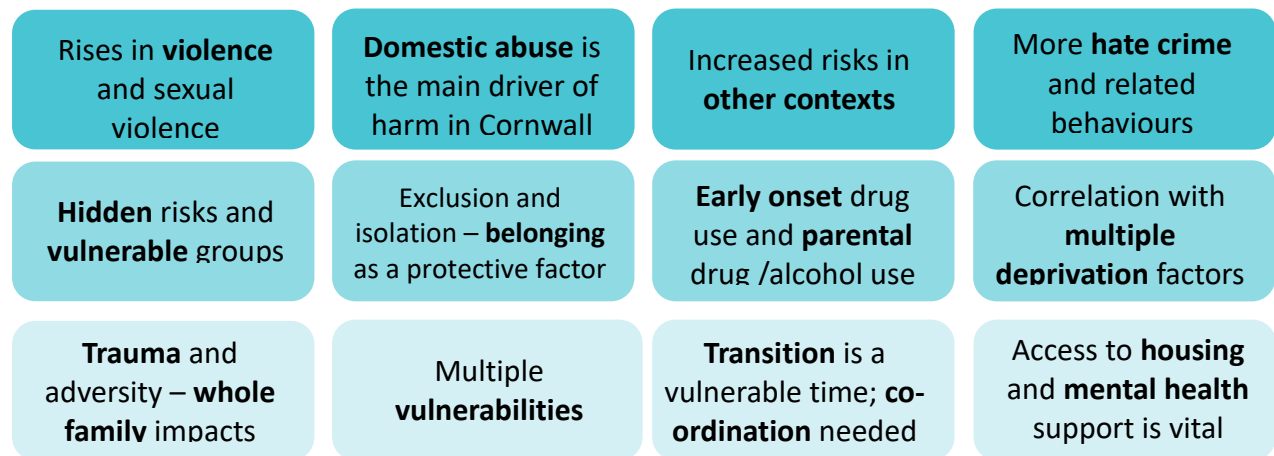 Rises in violence
and sexual
violence
Domestic abuse is
the main driver of
harm in Cornwall
Increased risks in
other contexts
More hate crime
and related
behaviours
Hidden risks and
vulnerable groups
Exclusion and
isolation – belonging
as a protective factor
Early onset drug
use and parental
drug /alcohol use
Correlation with
multiple
deprivation factors
Trauma and
adversity – whole
family impacts
Multiple
vulnerabilities
Transition is a
vulnerable time; co-
ordination needed
Access to housing
and mental health
support is vital